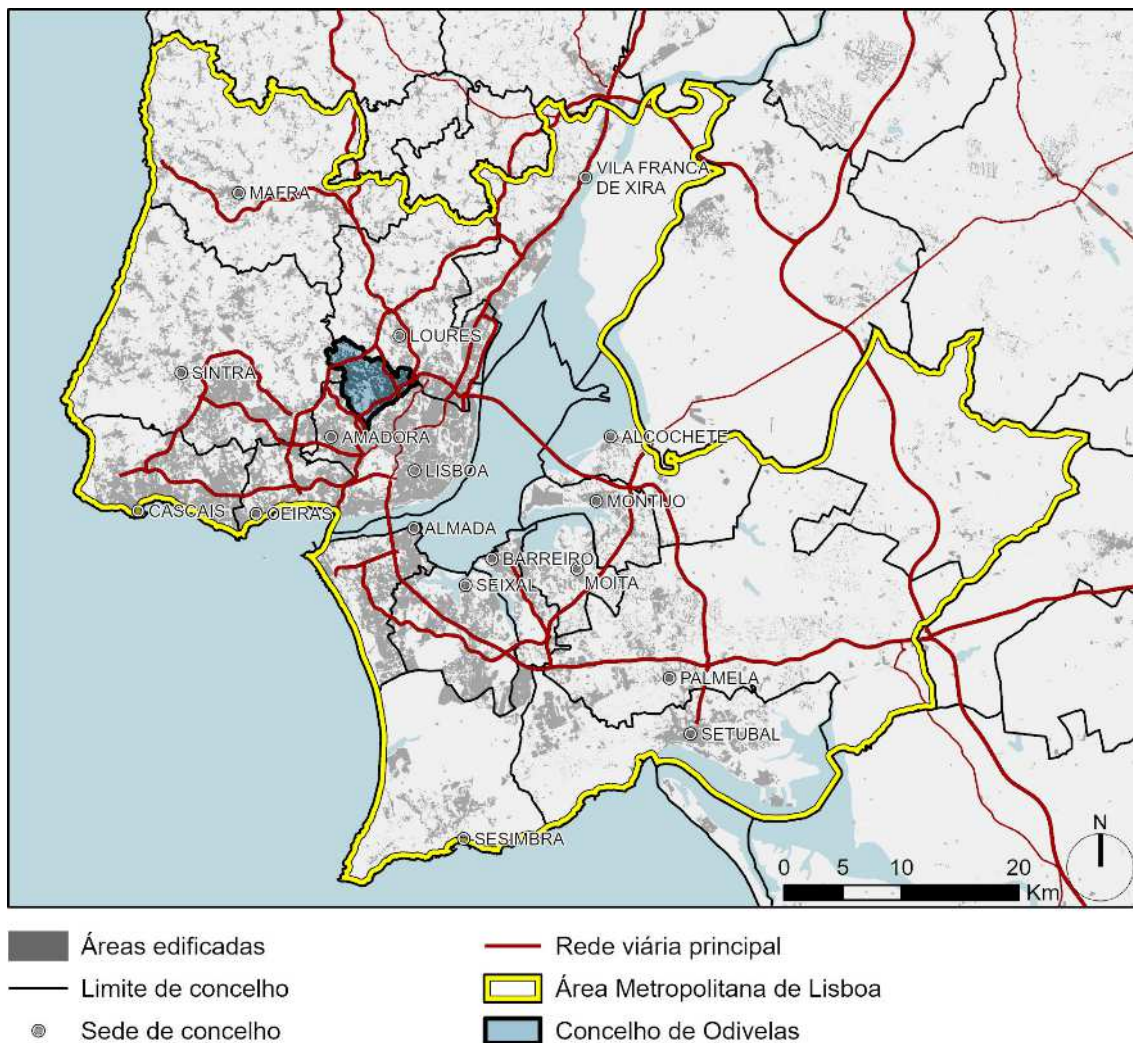 VILA FRANCA
DE XIRA
MAFRA
LOURES
SINTRA
AMADORA
ALCOCHETE
LISBOA
MONTIJO
CASCAIS
OEIRAS
ALMADA
BARREIRO
SEIXAL
MOITA
PALMELA
SETUBAL
SESIMBRA
N
0 5 10 20
Km
Áreas edificadas
Rede viária principal
Limite de concelho
Área Metropolitana de Lisboa
Sede de concelho
Concelho de Odivelas